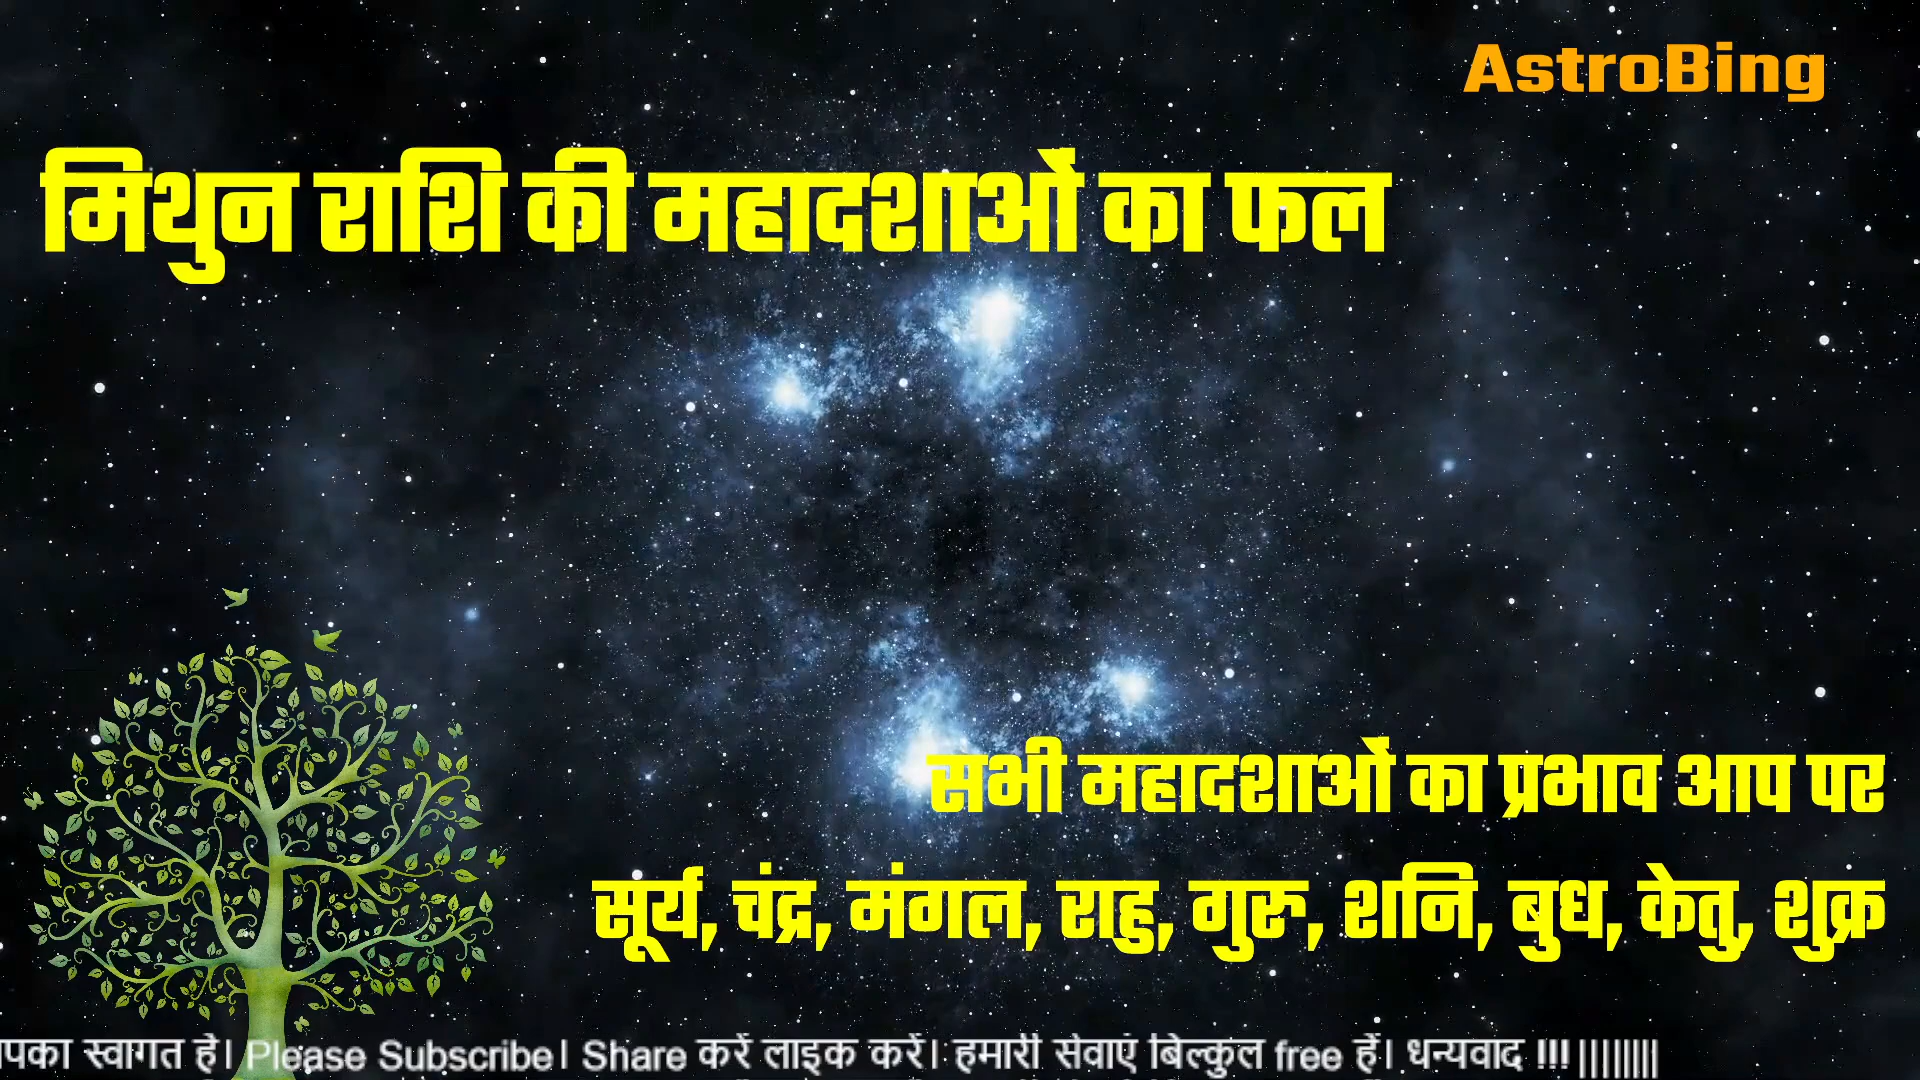 AstroBing
मिथुन राशि की महादशाओं का फल
सभी महादशाओं का प्रभाव आप पर
सूर्य, चंद्र, मंगल, राहु, गुरु, शनि, बुध, केतु, शुक्र
स्वागत है। Please Subscribe। Share करें लाइक करें। हमारी सेवाएं बिल्कुल free हैं। धन्यवाद !!! ||||||||